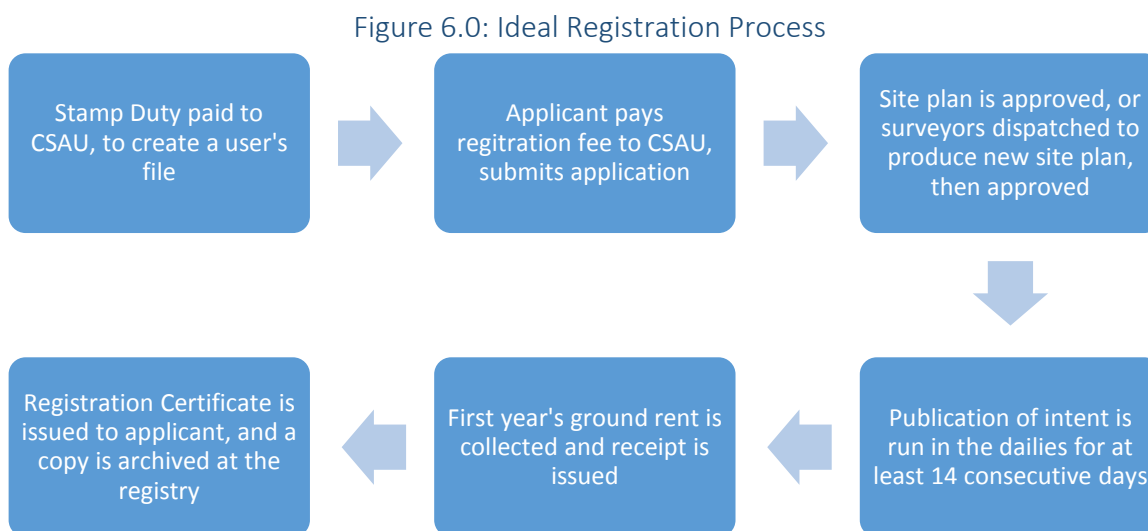 Figure 6.0: Ideal Registration Process
Stamp Duty paid to
CSAU, to create a user's
file
Applicant pays
regitration fee to CSAU,
submits application
Site plan is approved, or
surveyors dispatched to
produce new site plan,
then approved
Publication of intent is
run in the dailies for at
least 14 consecutive days
First year's ground rent is
collected and receipt is
issued
Registration Certificate is
issued to applicant, and a
copy is archived at the
registry